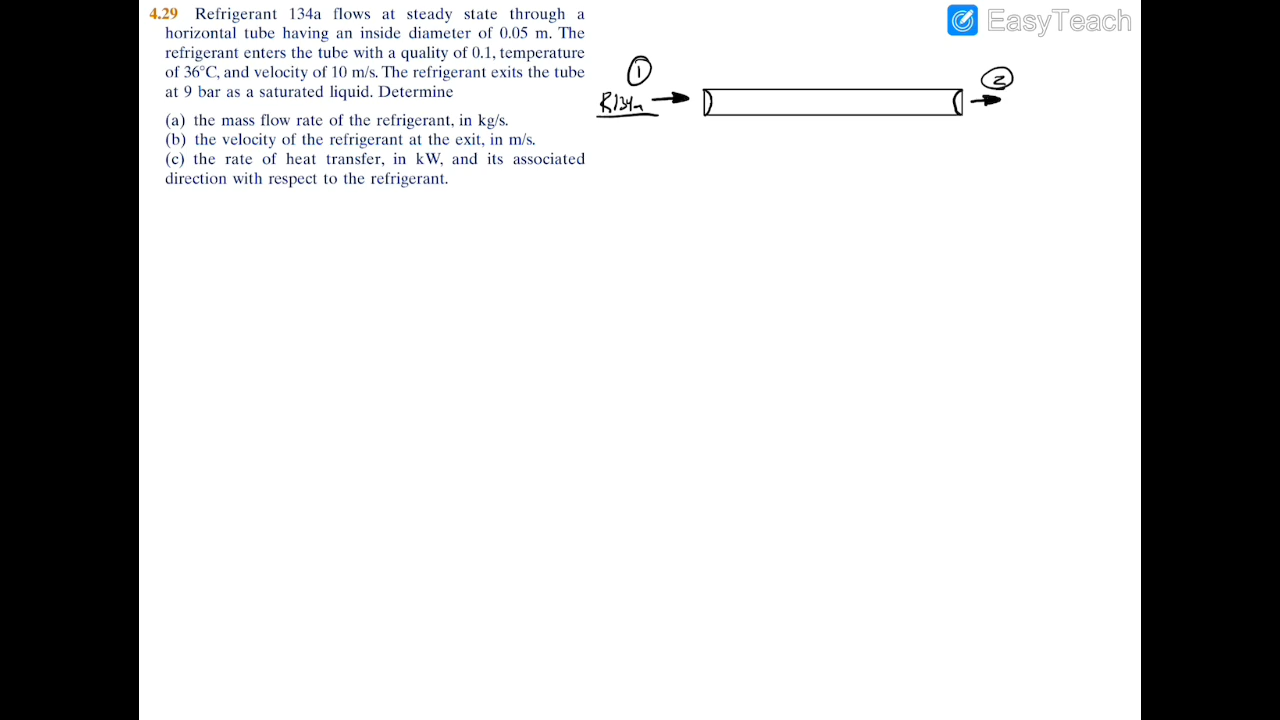 4.29 Refrigerant 134a flows at steady state through a
horizontal tube having an inside diameter of 0.05 m. The
refrigerant enters the tube with a quality of 0.1, temperature
of 36°C, and velocity of 10 m/s. The refrigerant exits the tube
at 9 bar as a saturated liquid. Determine
(a) the mass flow rate of the refrigerant, in kg/s.
(b) the velocity of the refrigerant at the exit, in m/s.
(c) the rate of heat transfer, in kW, and its associated
direction with respect to the refrigerant.
EasyTeach
1
R134a
2